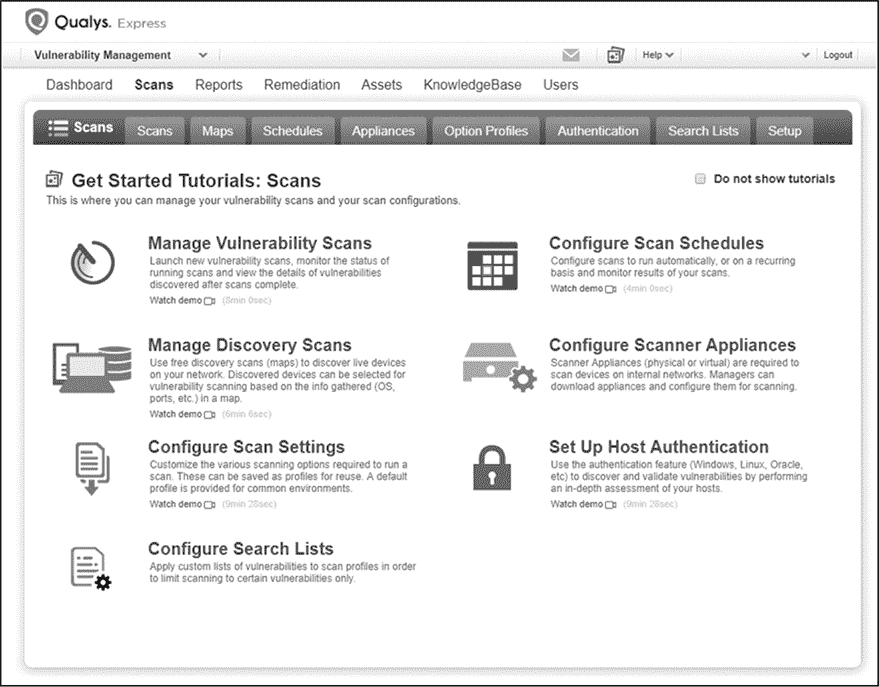 Qualys. Express
Vulnerability Management
Help
Logout
Dashboard Scans Reports Remediation Assets KnowledgeBase Users
Scans Scans Maps Schedules Appliances Option Profiles Authentication Search Lists Setup
Get Started Tutorials: Scans
Do not show tutorials
This is where you can manage your vulnerability scans and your scan configurations.
Manage Vulnerability Scans
Launch new vulnerability scans, monitor the status of
running scans and view the details of vulnerabilities
discovered after scans complete.
Watch demo (8min 0sec)
Configure Scan Schedules
Configure scans to run automatically, or on a recurring
basis and monitor results of your scans.
Watch demo (4min 0sec)
Manage Discovery Scans
Use free discovery scans (maps) to discover live devices
on your network. Discovered devices can be selected for
vulnerability scanning based on the info gathered (OS,
ports, etc.) in a map.
Watch demo (6min 6sec)
Configure Scanner Appliances
Scanner Appliances (physical or virtual) are required to
scan devices on internal networks. Managers can
download appliances and configure them for scanning.
Configure Scan Settings
Customize the various scanning options required to run a
scan. These can be saved as profiles for reuse. A default
profile is provided for common environments.
Watch demo (9min 28sec)
Set Up Host Authentication
Use the authentication feature (Windows, Linux, Oracle,
etc) to discover and validate vulnerabilities by performing
an in-depth assessment of your hosts.
Watch demo (9min 28sec)
Configure Search Lists
Apply custom lists of vulnerabilities to scan profiles in order
to limit scanning to certain vulnerabilities only.